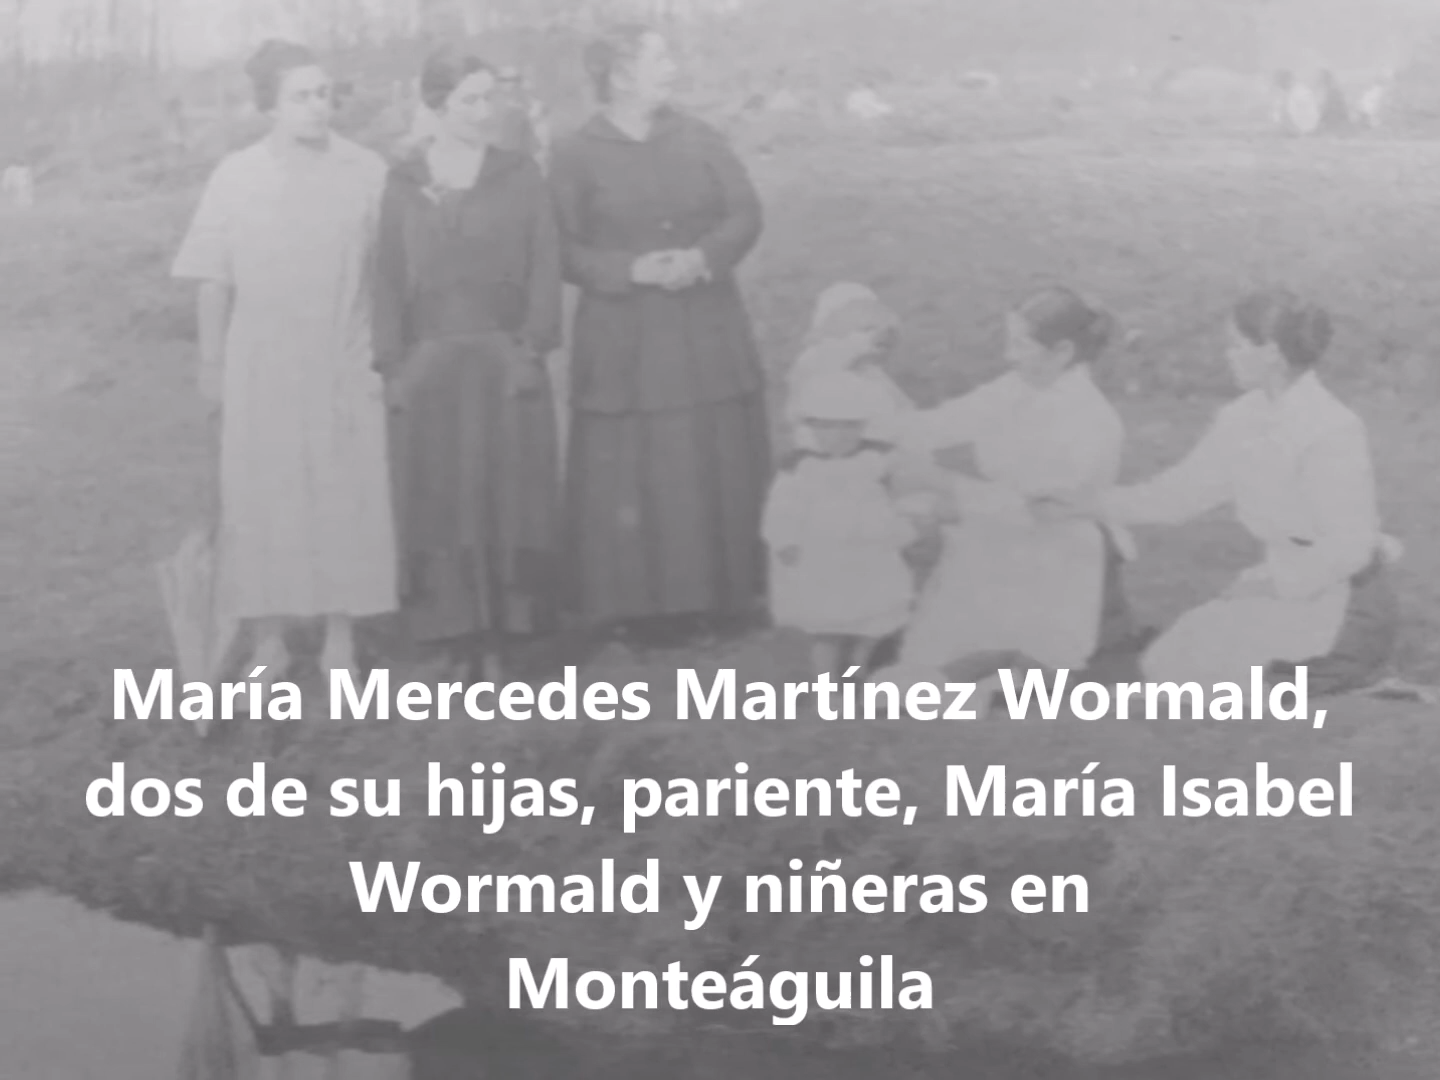 María Mercedes Martínez Wormald,
dos de su hijas, pariente, María Isabel
Wormald y niñeras en
Monteáguila